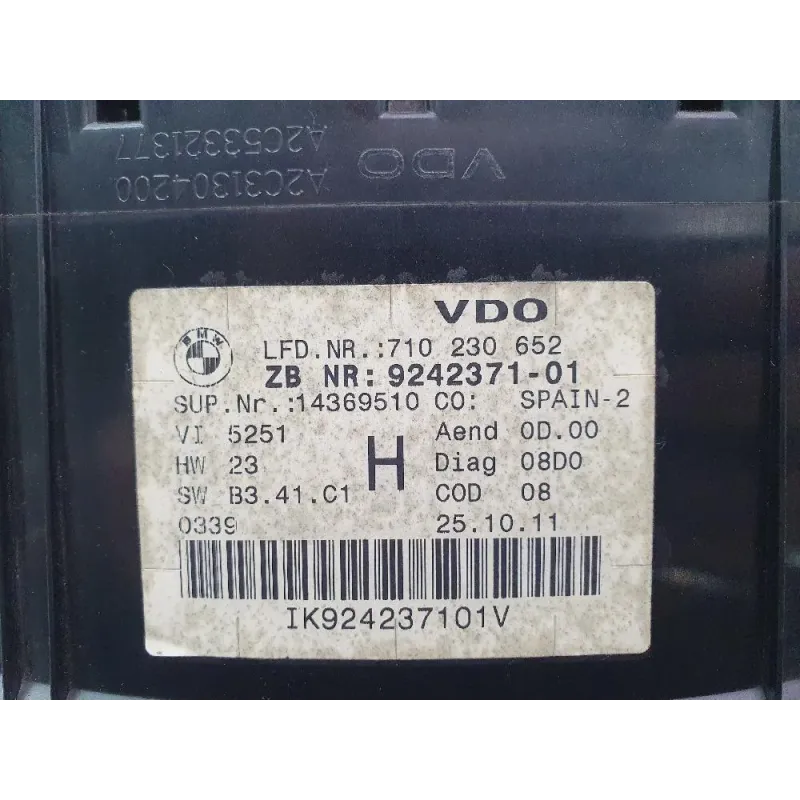 A2C31304200
A2C53321377
VDO
VDO
BMW
LFD.NR.:710 230 652
ZB NR: 9242371-01
SUP.Nr.:14369510 CO: SPAIN-2
VI 5251
Aend 0D.00
HW 23
H
Diag 08D0
SW B3.41.C1
COD 08
0339
25.10.11
IK924237101V